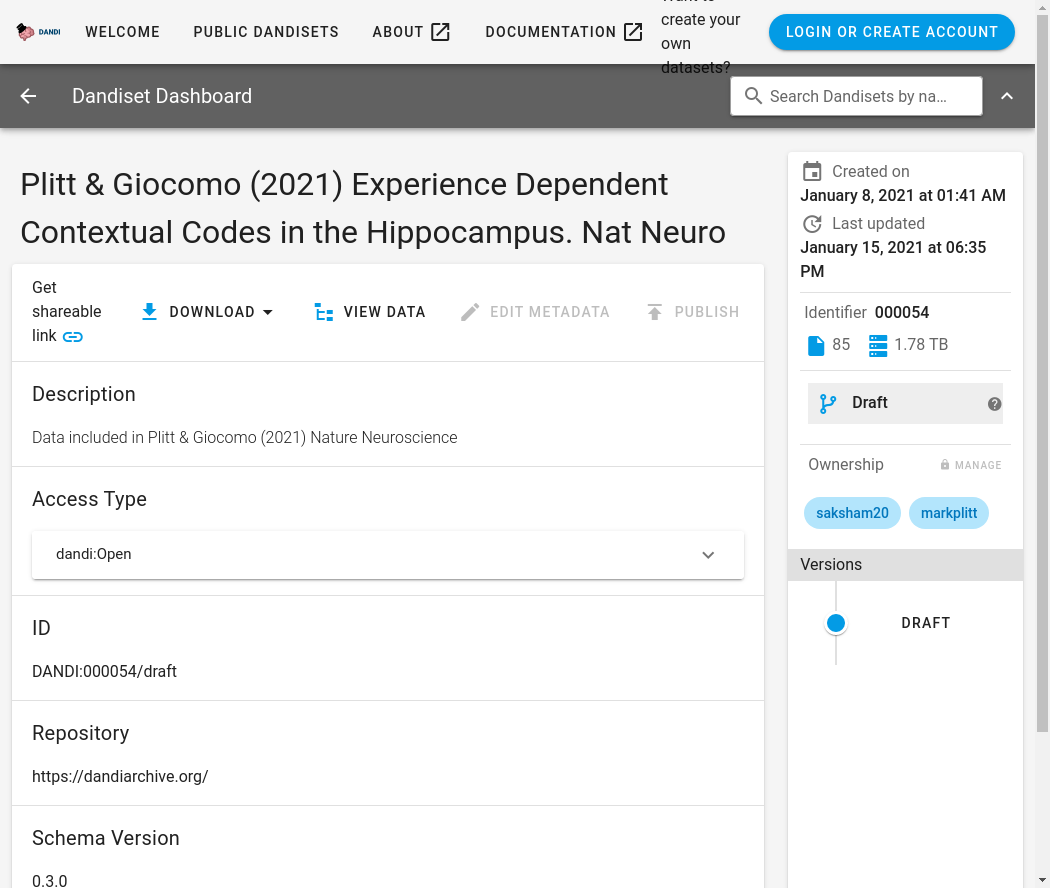 DANDI
WELCOME
PUBLIC DANDISETS
ABOUT
DOCUMENTATION
create your
own
datasets?
LOGIN OR CREATE ACCOUNT
Dandiset Dashboard
Search Dandisets by na...
Plitt & Giocomo (2021) Experience Dependent
Contextual Codes in the Hippocampus. Nat Neuro
Get
shareable
link
DOWNLOAD
VIEW DATA
EDIT METADATA
PUBLISH
Description
Data included in Plitt & Giocomo (2021) Nature Neuroscience
Access Type
dandi:Open
ID
DANDI:000054/draft
Repository
https://dandiarchive.org/
Schema Version
0.3.0
Created on
January 8, 2021 at 01:41 AM
Last updated
January 15, 2021 at 06:35
PM
Identifier 000054
85 1.78 TB
Draft
Ownership
MANAGE
saksham20 markplitt
Versions
DRAFT